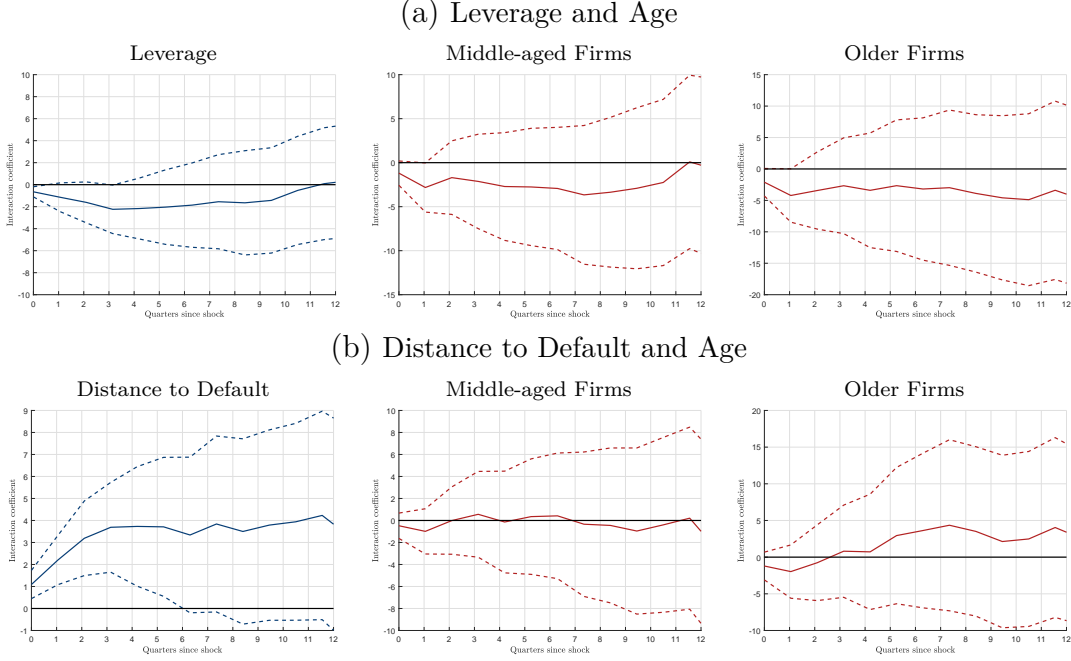 (a) Leverage and Age
Leverage
Middle-aged Firms
Older Firms
10
8
6
4
2
0
-2
-4
-6
-8
-10
Interaction coefficient
0 1 2 3 4 5 6 7 8 9 10 11 12
Quarters since shock
10
5
0
-5
-10
-15
Interaction coefficient
0 1 2 3 4 5 6 7 8 9 10 11 12
Quarters since shock
15
10
5
0
-5
-10
-15
-20
Interaction coefficient
0 1 2 3 4 5 6 7 8 9 10 11 12
Quarters since shock
(b) Distance to Default and Age
Distance to Default
Middle-aged Firms
Older Firms
9
8
7
6
5
4
3
2
1
0
-1
Interaction coefficient
0 1 2 3 4 5 6 7 8 9 10 11 12
Quarters since shock
10
8
6
4
2
0
-2
-4
-6
-8
-10
Interaction coefficient
0 1 2 3 4 5 6 7 8 9 10 11 12
Quarters since shock
20
15
10
5
0
-5
-10
Interaction coefficient
0 1 2 3 4 5 6 7 8 9 10 11 12
Quarters since shock